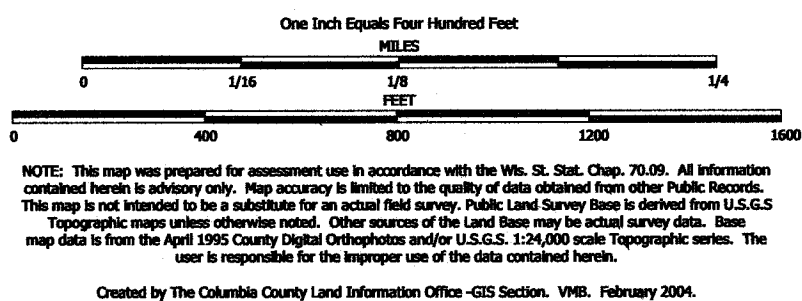 One Inch Equals Four Hundred Feet
MILES
0 1/16 1/8 1/4
FEET
0 400 800 1200 1600
NOTE: This map was prepared for assessment use in accordance with the Wis. St. Stat. Chap. 70.09. All information
contained herein is advisory only. Map accuracy is limited to the quality of data obtained from other Public Records.
This map is not intended to be a substitute for an actual field survey. Public Land Survey Base is derived from U.S.G.S
Topographic maps unless otherwise noted. Other sources of the Land Base may be actual survey data. Base
map data is from the April 1995 County Digital Orthophotos and/or U.S.G.S. 1:24,000 scale Topographic series. The
user is responsible for the improper use of the data contained herein.
Created by The Columbia County Land Information Office -GIS Section. VMB. February 2004.